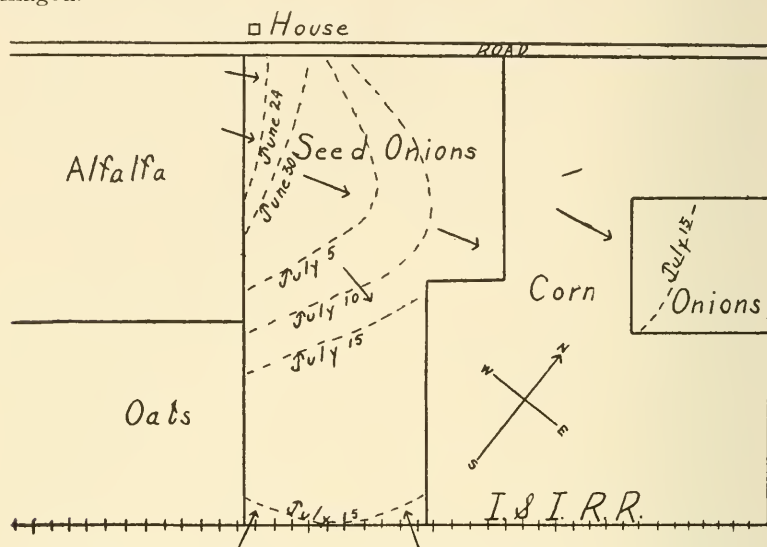 House
ROAD
June 24
June 30
Seed Onions
Alfalfa
July 15
July 5
Corn
Onions
July 10
July 15
N
W
E
S
Oats
July 15
I. & I. R. R.